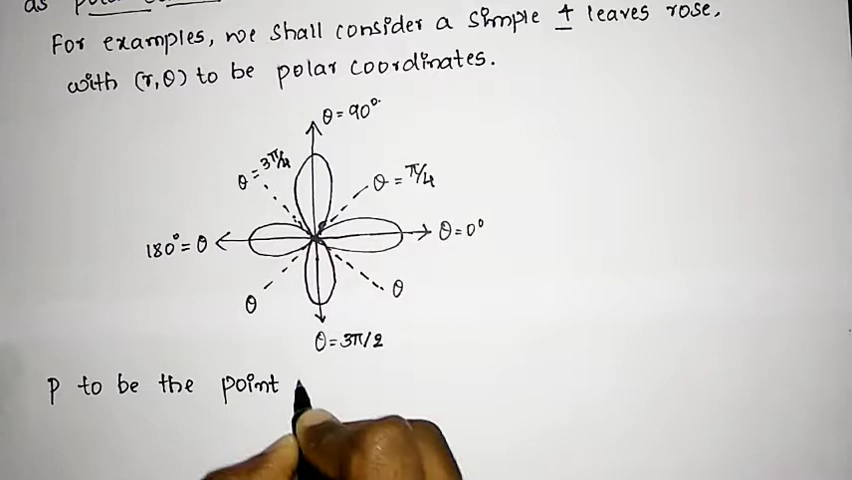 as
For examples, we shall consider a simple 4 leaves rose.
with (r,θ) to be polar coordinates.
θ = 90°
θ = 3π/4
θ = π/4
180° = θ
θ = 0°
θ
θ
θ = 3π/2
P to be the point